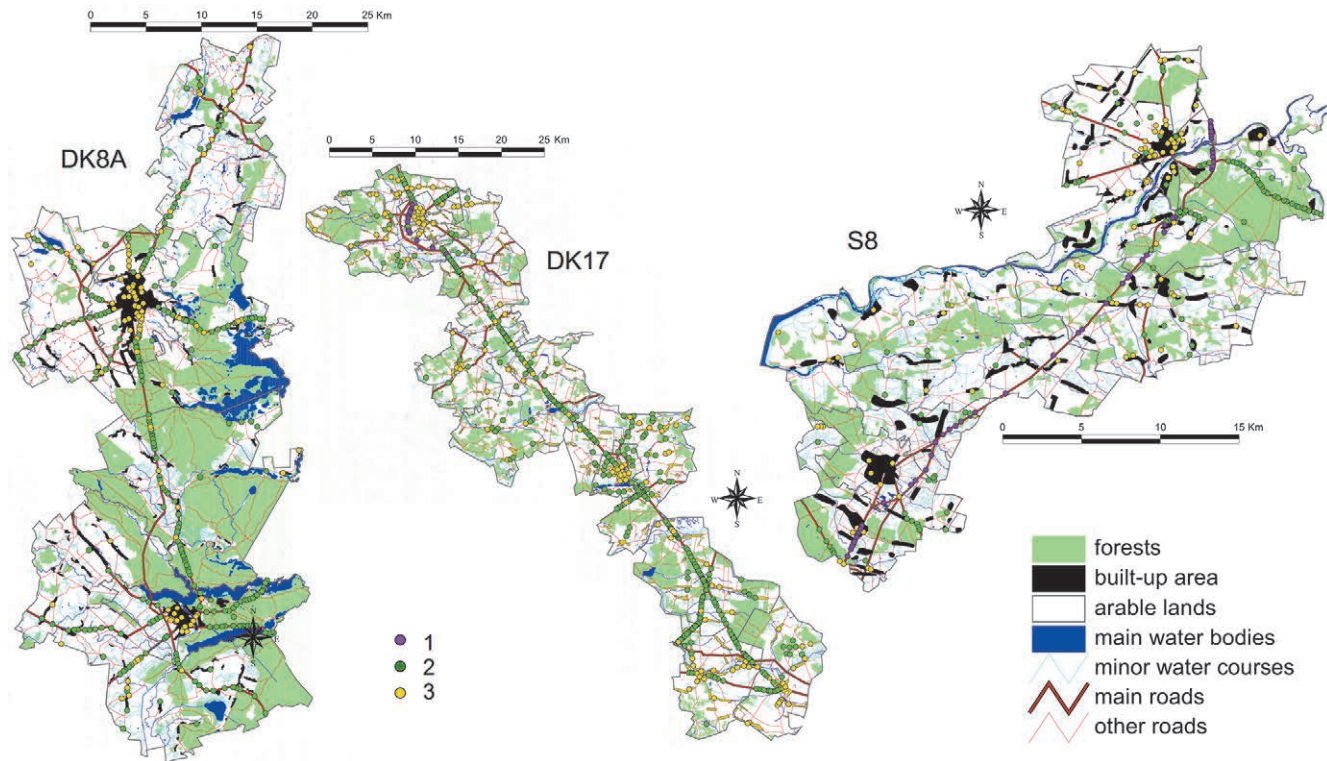 0 5 10 15 20 25 Km
DK8A
0 5 10 15 20 25 Km
DK17
S8
N
W E
S
N
W E
S
N
E
0 5 10 15 Km
1
2
3
forests
built-up area
arable lands
main water bodies
minor water courses
main roads
other roads